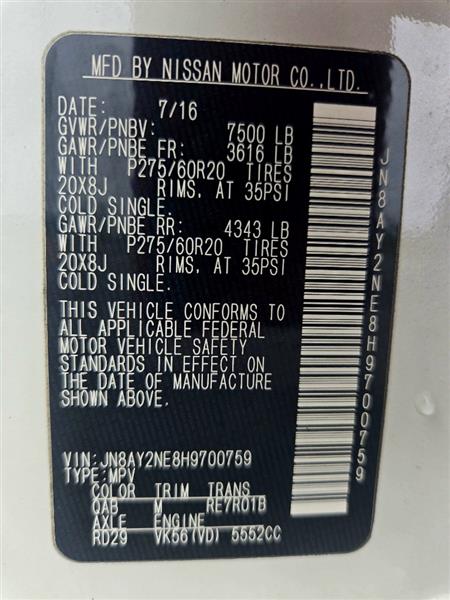 MFD BY NISSAN MOTOR CO.,LTD.
DATE: 7/16
GVWR/PNBV: 7500 LB
GAWR/PNBE FR: 3616 LB
WITH P275/60R20 TIRES
20X8J RIMS, AT 35PSI
COLD SINGLE.
GAWR/PNBE RR: 4343 LB
WITH P275/60R20 TIRES
20X8J RIMS, AT 35PSI
COLD SINGLE.
THIS VEHICLE CONFORMS TO
ALL APPLICABLE FEDERAL
MOTOR VEHICLE SAFETY
STANDARDS IN EFFECT ON
THE DATE OF MANUFACTURE
SHOWN ABOVE.
VIN:JN8AY2NE8H9700759
TYPE:MPV
COLOR TRIM TRANS
QAB M RE7R01B
AXLE ENGINE
RD29 VK56(VD) 5552CC
JN8AY2NE8H9700759